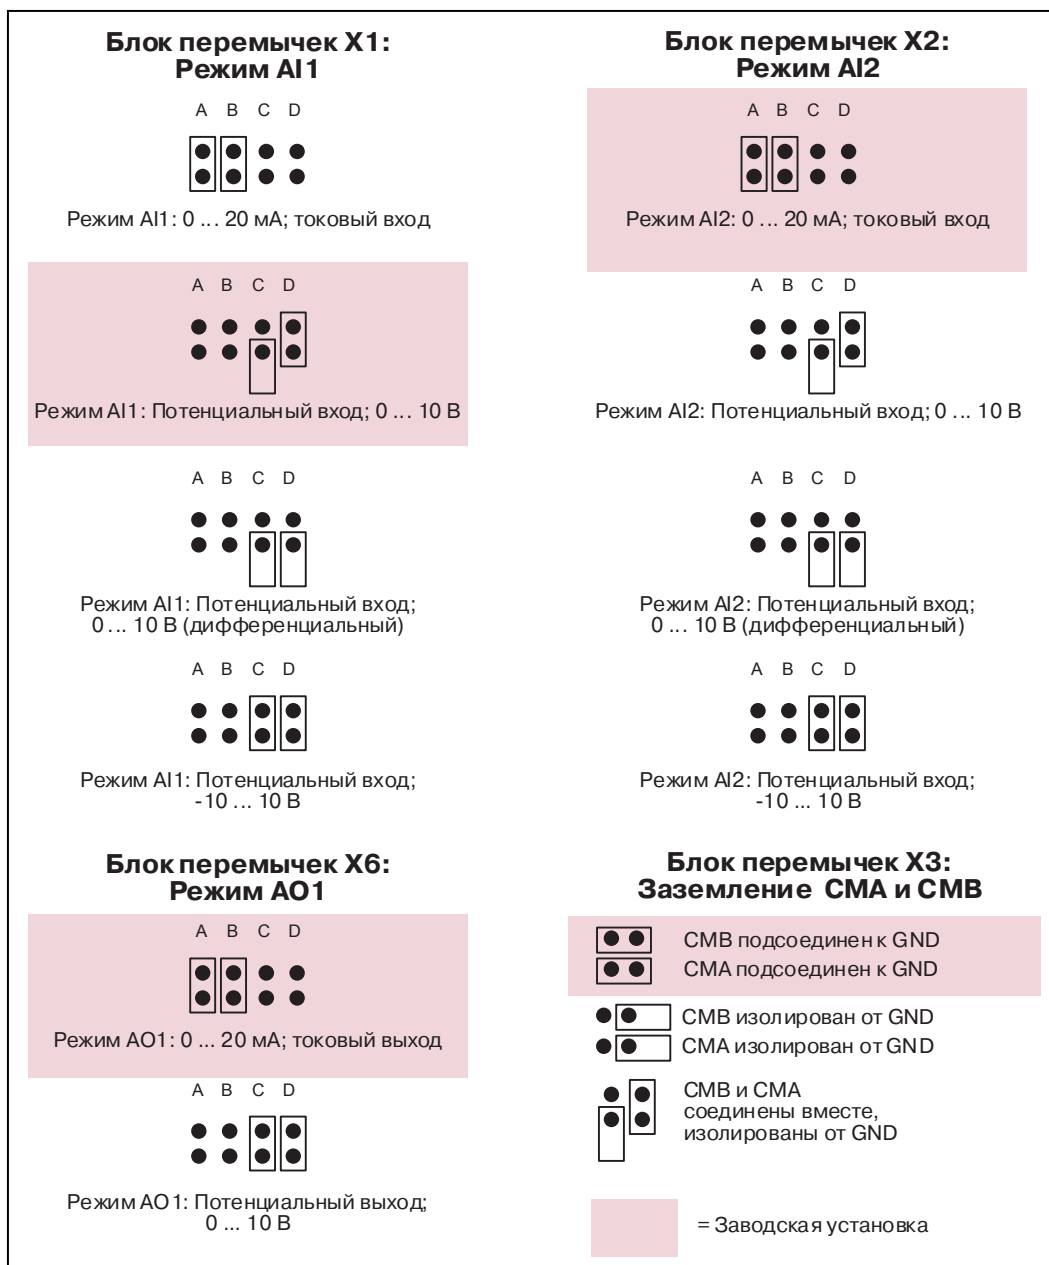 Блок перемычек X1:
Режим AI1
A B C D
Режим AI1: 0 ... 20 мА; токовый вход
A B C D
Режим AI1: Потенциальный вход; 0 ... 10 В
A B C D
Режим AI1: Потенциальный вход;
0 ... 10 В (дифференциальный)
A B C D
Режим AI1: Потенциальный вход;
-10 ... 10 В
Блок перемычек X2:
Режим AI2
A B C D
Режим AI2: 0 ... 20 мА; токовый вход
A B C D
Режим AI2: Потенциальный вход; 0 ... 10 В
A B C D
Режим AI2: Потенциальный вход;
0 ... 10 В (дифференциальный)
A B C D
Режим AI2: Потенциальный вход;
-10 ... 10 В
Блок перемычек X6:
Режим AO1
A B C D
Режим AO1: 0 ... 20 мА; токовый выход
A B C D
Режим AO1: Потенциальный выход;
0 ... 10 В
Блок перемычек X3:
Заземление CMA и CMB
CMB подсоединен к GND
CMA подсоединен к GND
CMB изолирован от GND
CMA изолирован от GND
CMB и CMA
соединены вместе,
изолированы от GND
= Заводская установка